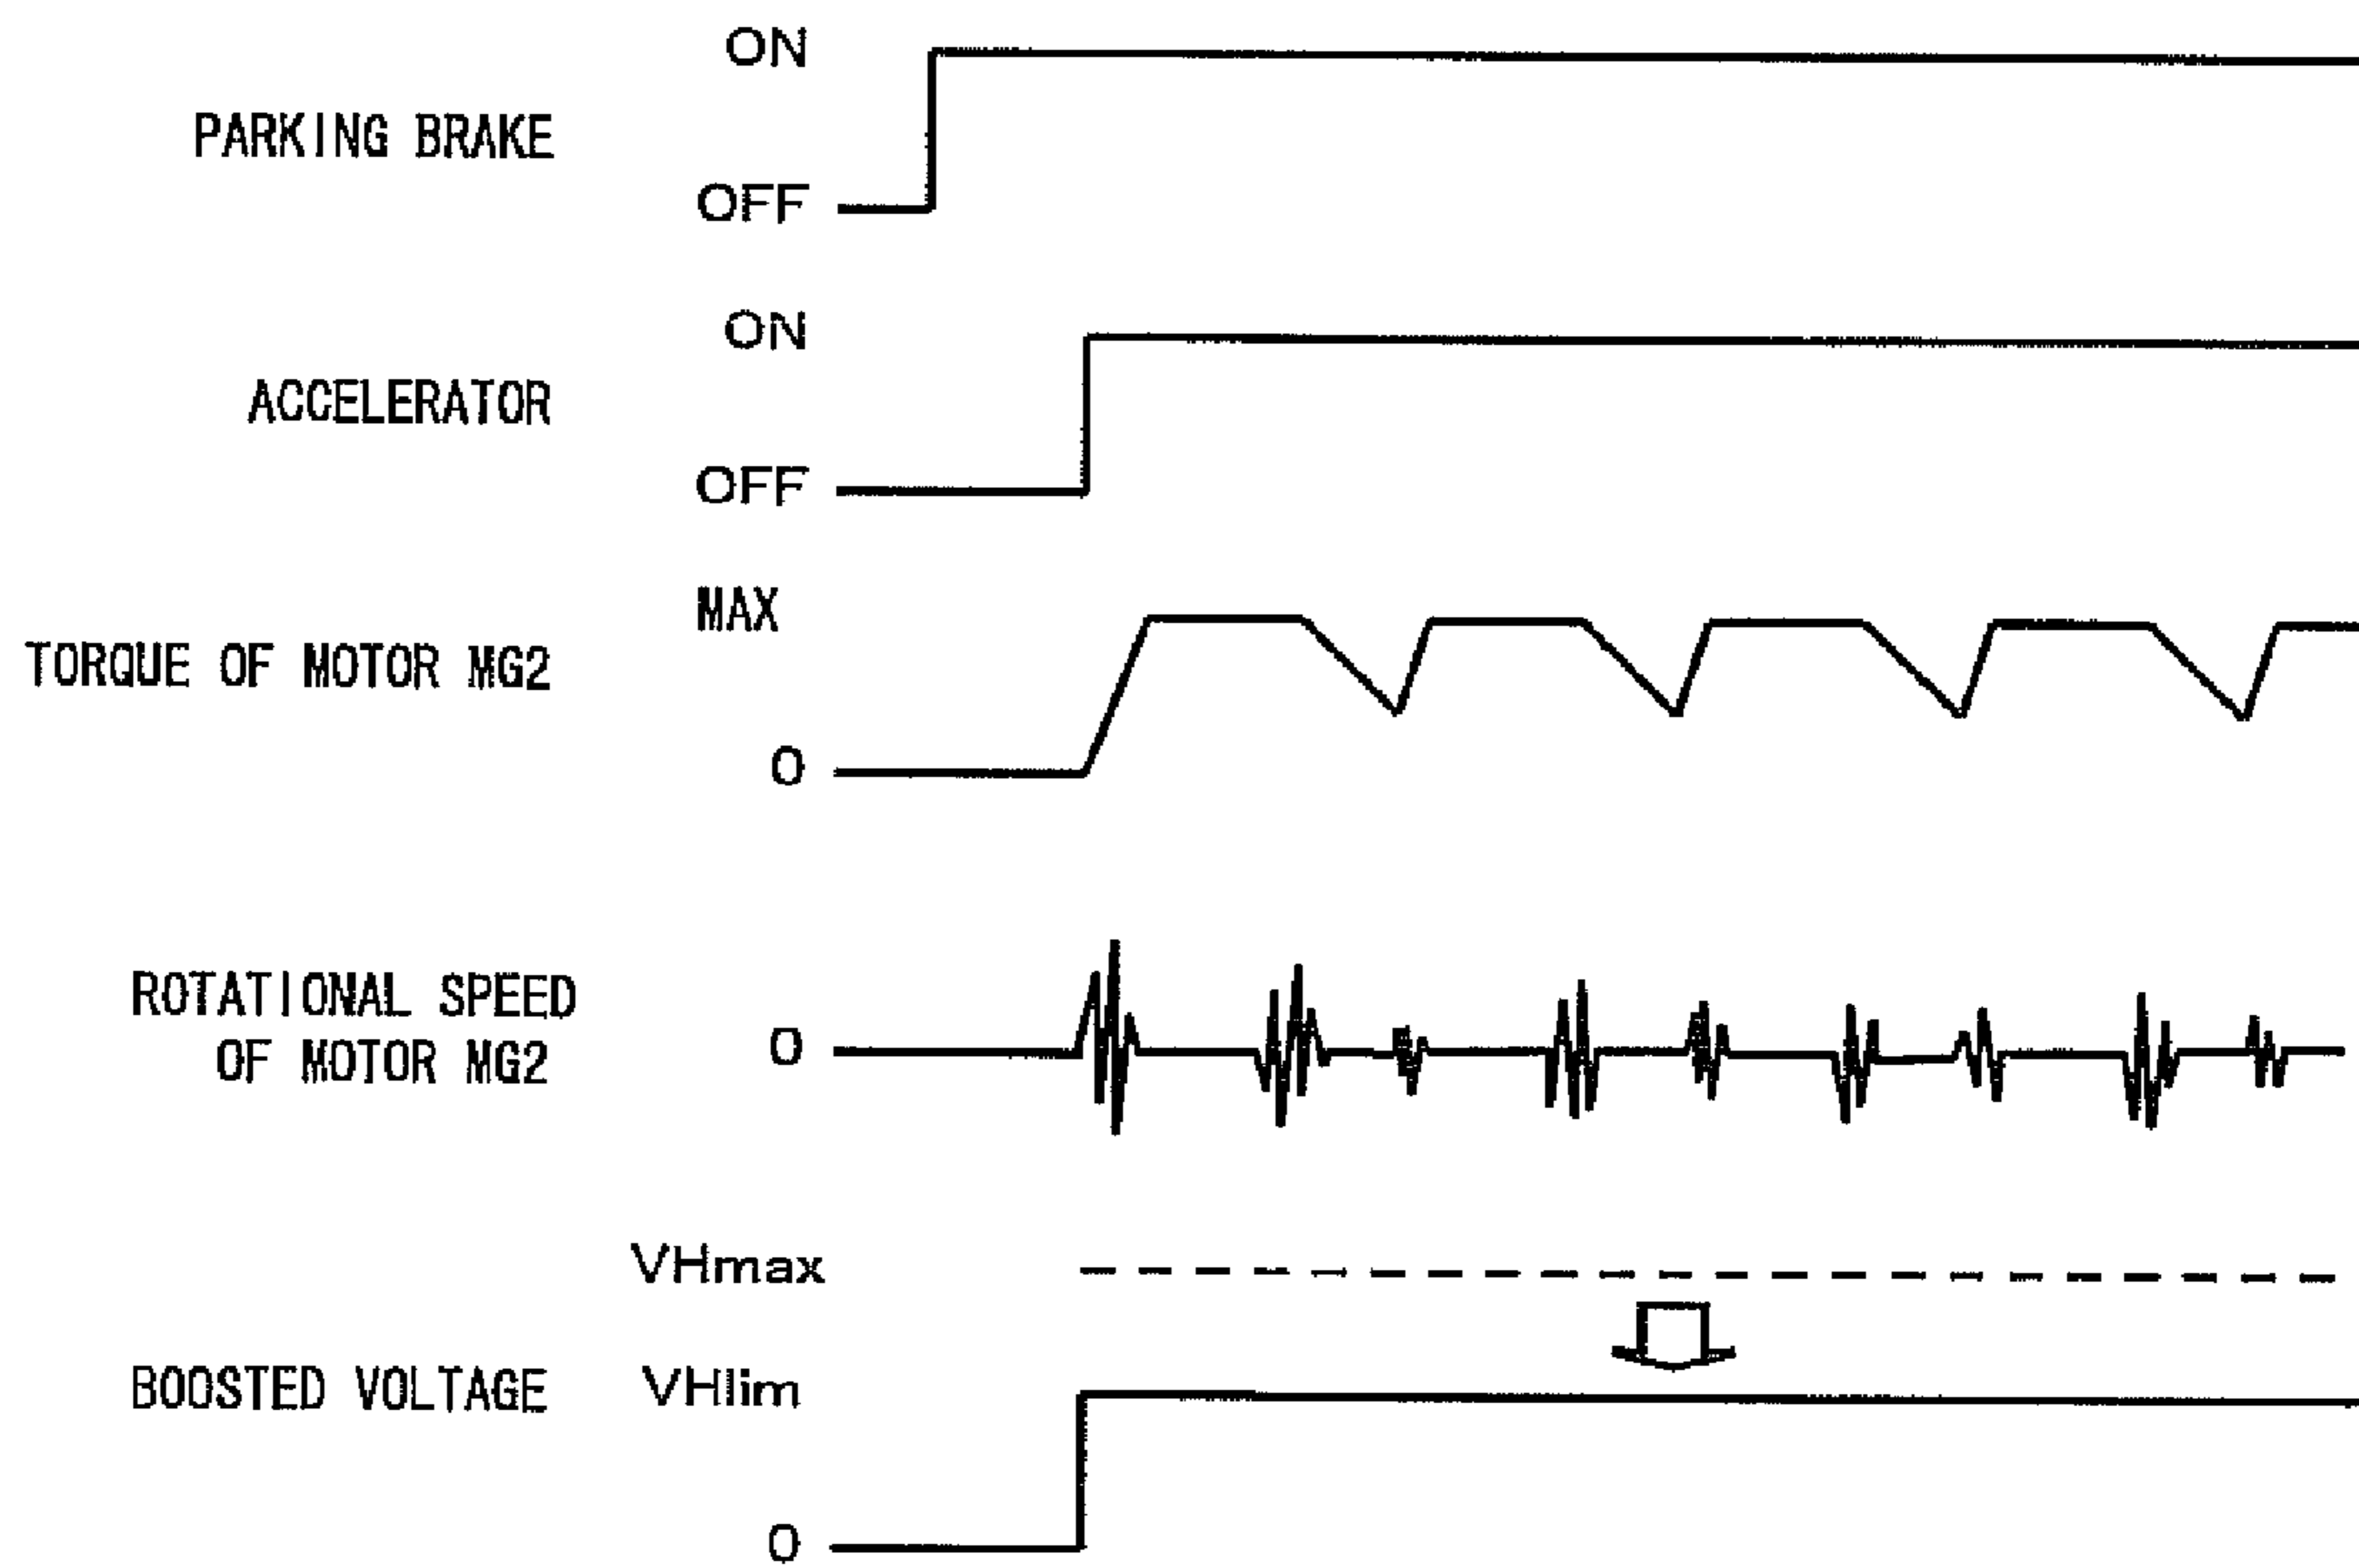 ON
PARKING BRAKE
OFF
ON
ACCELERATOR
OFF
MAX
TORQUE OF MOTOR MG2
0
ROTATIONAL SPEED
OF MOTOR MG2
0
VHmax
BOOSTED VOLTAGE VHlim
0